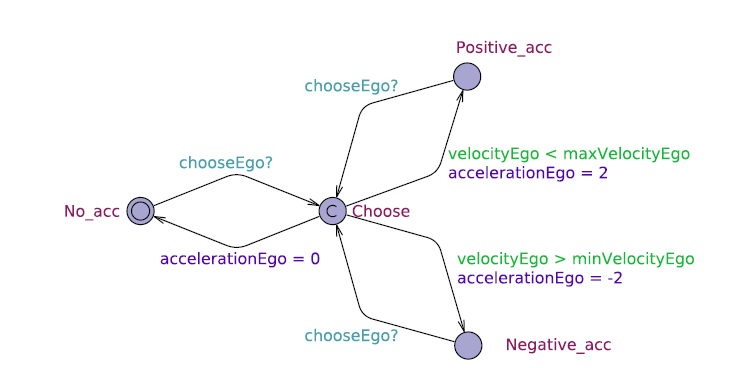 Positive_acc
chooseEgo?
velocityEgo < maxVelocityEgo
accelerationEgo = 2
chooseEgo?
No_acc
C
Choose
accelerationEgo = 0
velocityEgo > minVelocityEgo
accelerationEgo = -2
chooseEgo?
Negative_acc